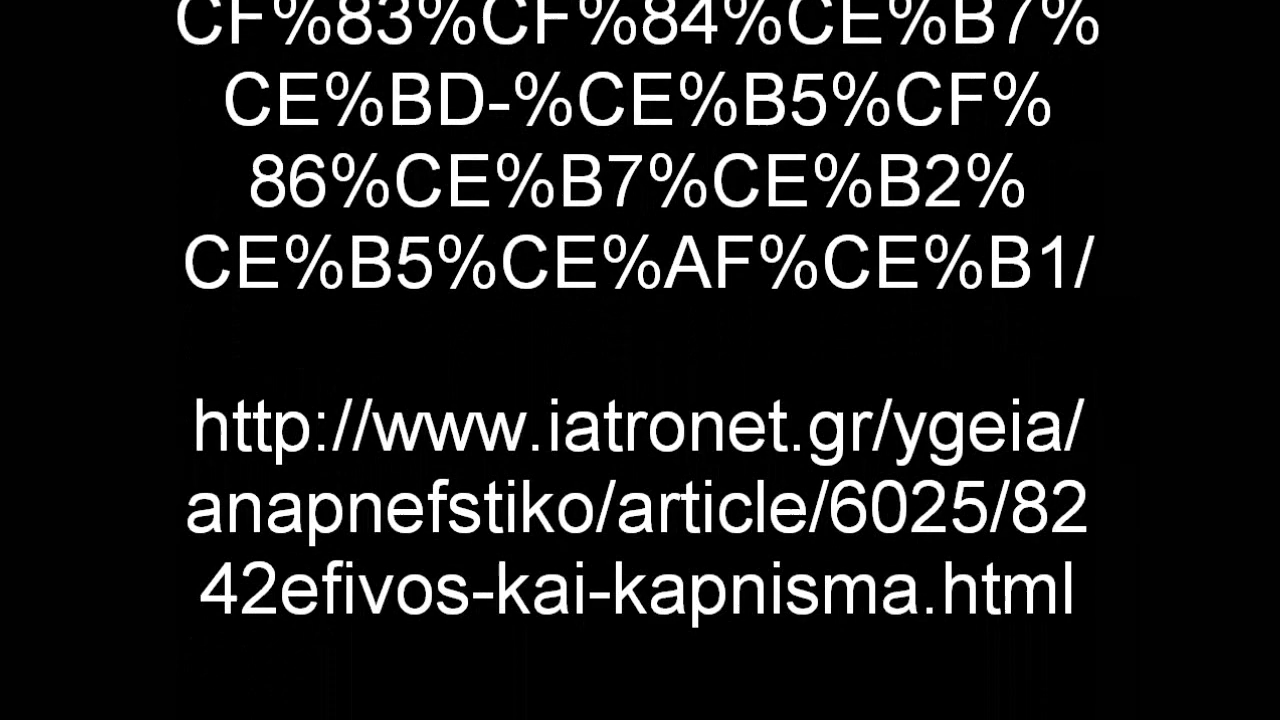 CF%83%CF%84%CE%B7%
CE%BD-%CE%B5%CF%
86%CE%B7%CE%B2%
CE%B5%CE%AF%CE%B1/
http://www.iatronet.gr/ygeia/
anapnefstiko/article/6025/82
42efivos-kai-kapnisma.html